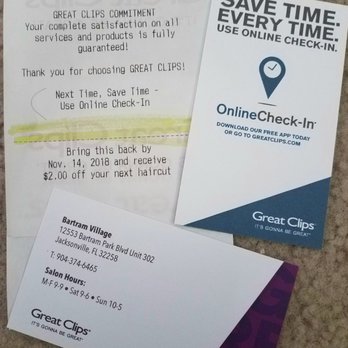 GREAT CLIPS COMMITMENT
Your complete satisfaction on all
services and products is fully
guaranteed!
Thank you for choosing GREAT CLIPS!
Next Time, Save Time -
Use Online Check-In
Bring this back by
Nov. 14, 2018 and receive
$2.00 off your next haircut
SAVE TIME.
EVERY TIME.
USE ONLINE CHECK-IN.
OnlineCheck-In
DOWNLOAD OUR FREE APP TODAY
OR GO TO GREATCLIPS.COM
Great Clips
IT'S GONNA BE GREAT
Bartram Village
12553 Bartram Park Blvd Unit 302
Jacksonville, FL 32258
T: 904-374-6465
Salon Hours:
M-F 9-9 • Sat 9-6 • Sun 10-5
Great Clips
IT'S GONNA BE GREAT